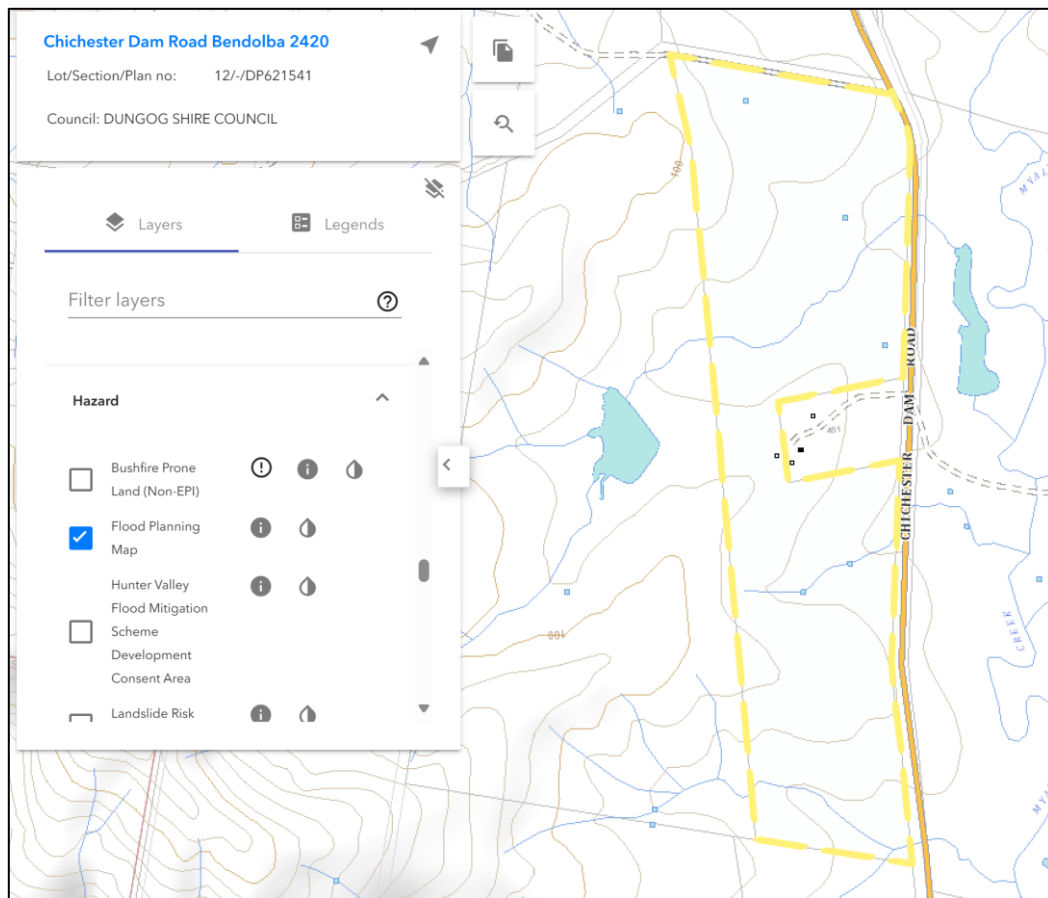 Chichester Dam Road Bendolba 2420
Lot/Section/Plan no: 12/-/DP621541
Council: DUNGOG SHIRE COUNCIL
Layers
Legends
Filter layers
Hazard
Bushfire Prone
Land (Non-EPI)
Flood Planning
Map
Hunter Valley
Flood Mitigation
Scheme
Development
Consent Area
Landslide Risk
400
451
100
CHICHESTER DAM ROAD
CREEK